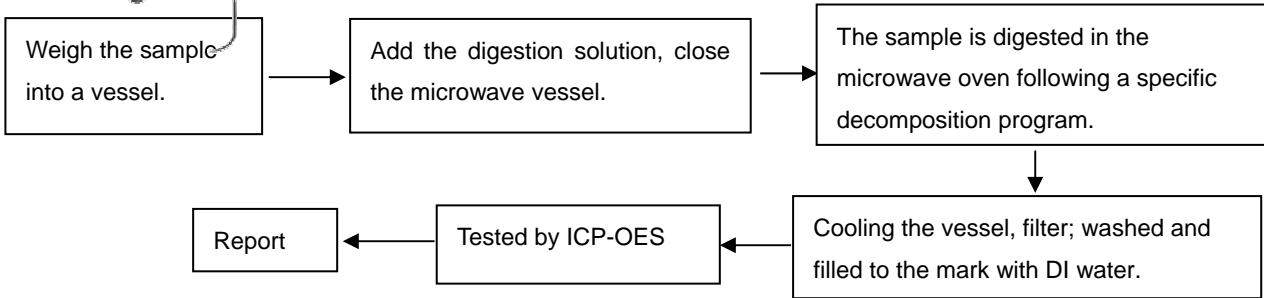 Weigh the sample
into a vessel.
Add the digestion solution, close
the microwave vessel.
The sample is digested in the
microwave oven following a specific
decomposition program.
Cooling the vessel, filter; washed and
filled to the mark with DI water.
Tested by ICP-OES
Report